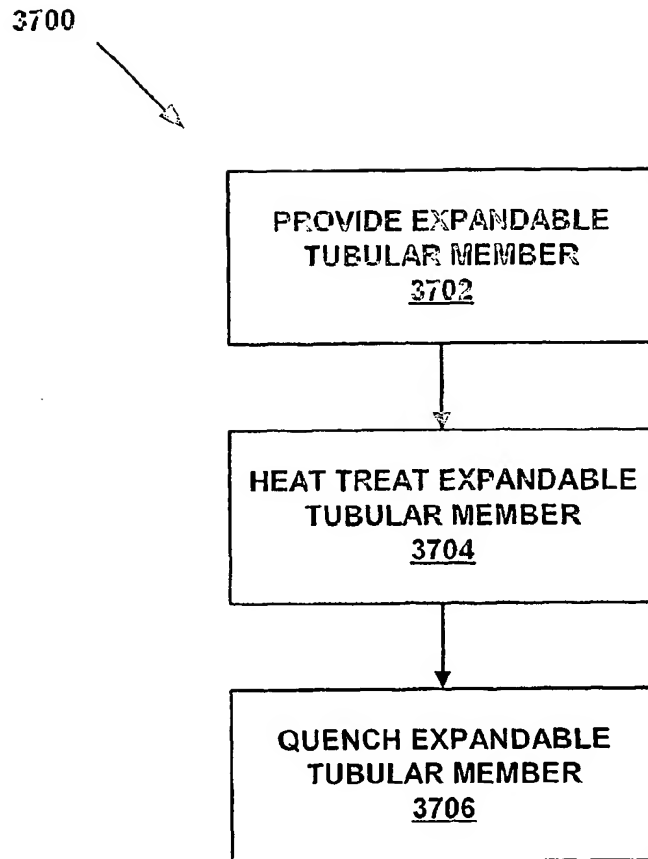 3700
PROVIDE EXPANDABLE
TUBULAR MEMBER
3702
HEAT TREAT EXPANDABLE
TUBULAR MEMBER
3704
QUENCH EXPANDABLE
TUBULAR MEMBER
3706